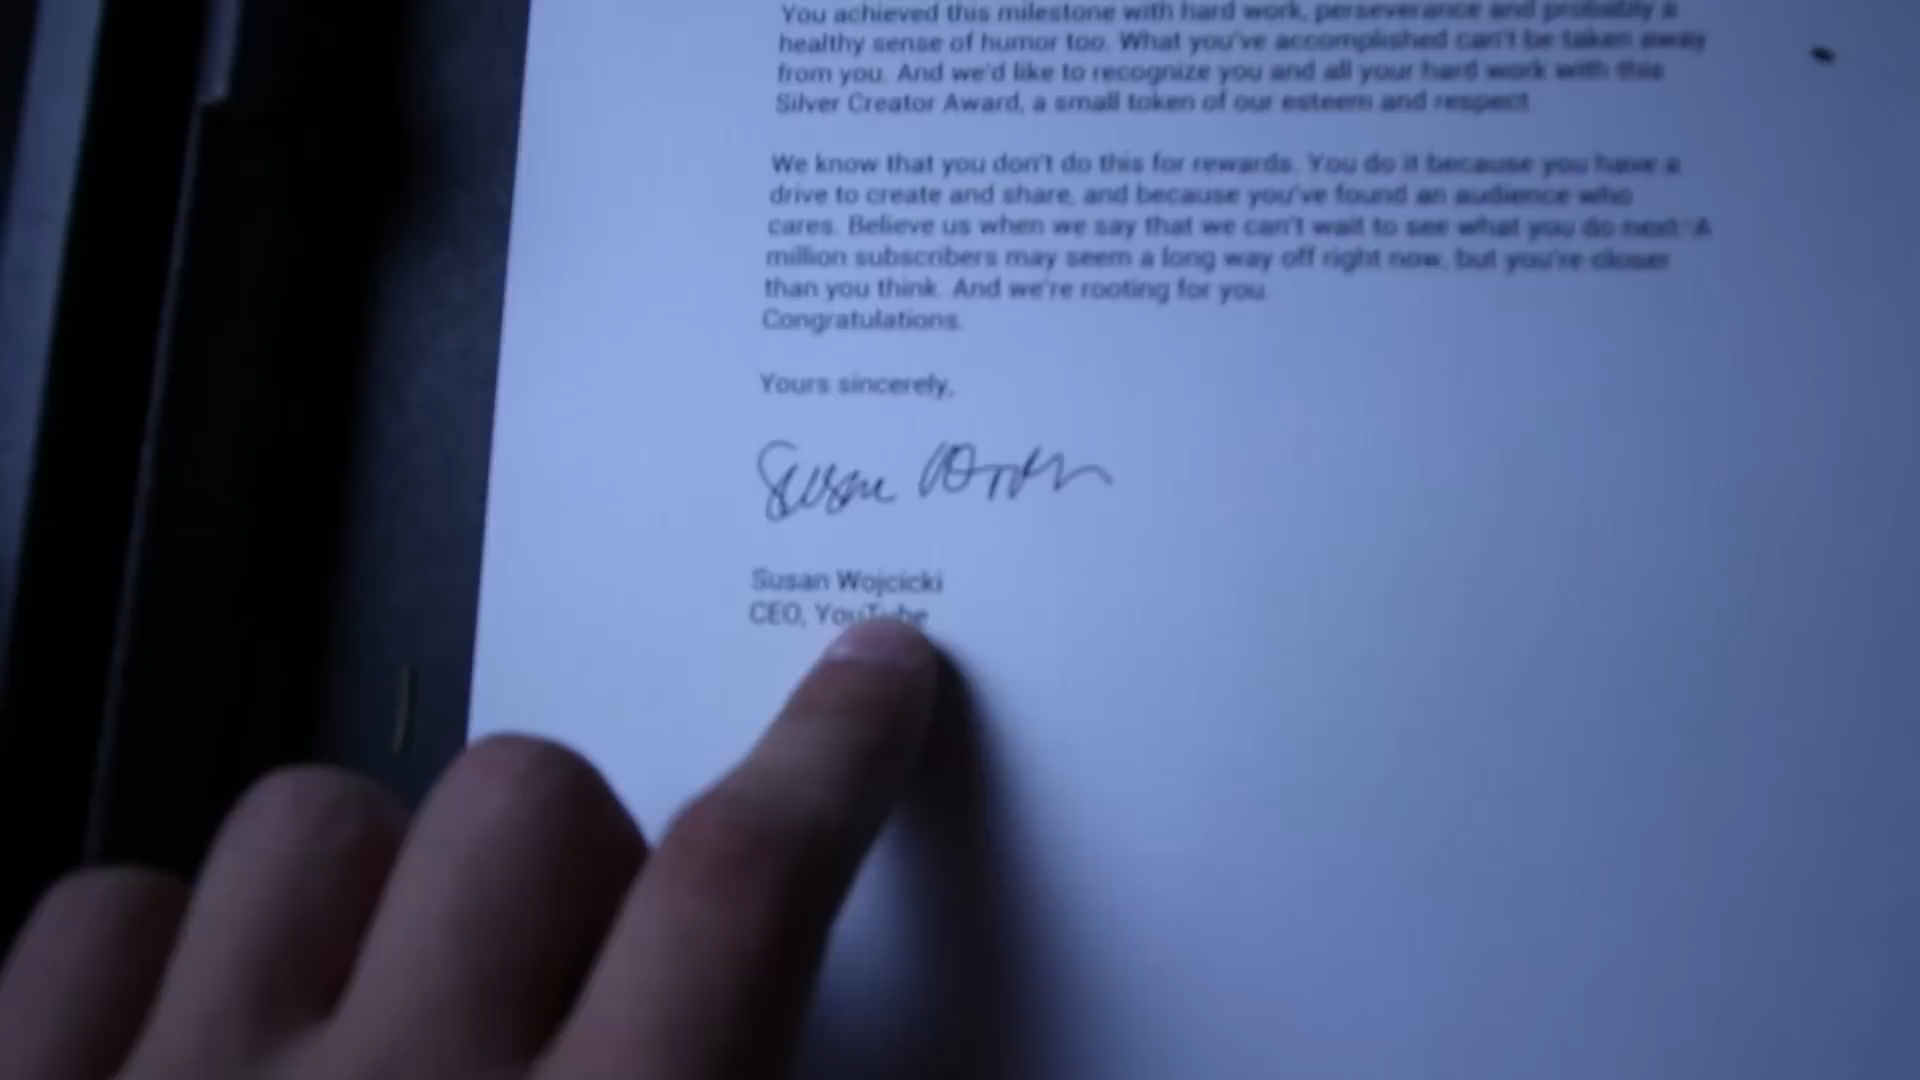 You achieved this milestone with hard work, perseverance and probably a
healthy sense of humor too. What you've accomplished can't be taken away
from you. And we'd like to recognize you and all your hard work with this
Silver Creator Award, a small token of our esteem and respect.
We know that you don't do this for rewards. You do it because you have a
drive to create and share, and because you've found an audience who
cares. Believe us when we say that we can't wait to see what you do next. A
million subscribers may seem a long way off right now, but you're closer
than you think. And we're rooting for you.
Congratulations.
Yours sincerely,
Susan Wojcicki
CEO, YouTube